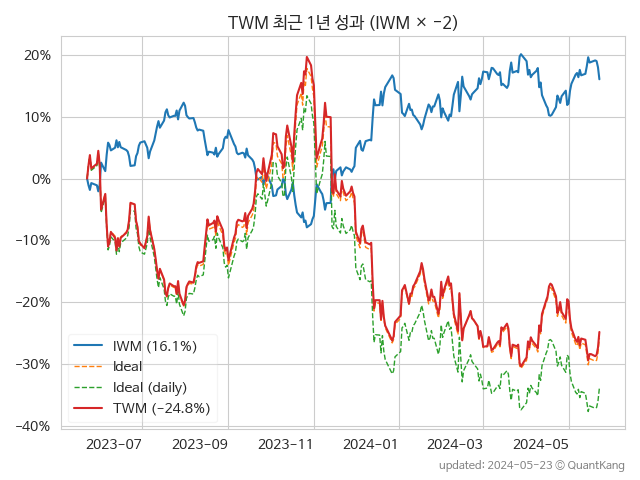 TWM 최근 1년 성과 (IWM × −2)
20%
10%
0%
−10%
−20%
−30%
−40%
IWM (16.1%)
Ideal
Ideal (daily)
TWM (−24.8%)
2023-07
2023-09
2023-11
2024-01
2024-03
2024-05
updated: 2024-05-23 ⓒ QuantKang